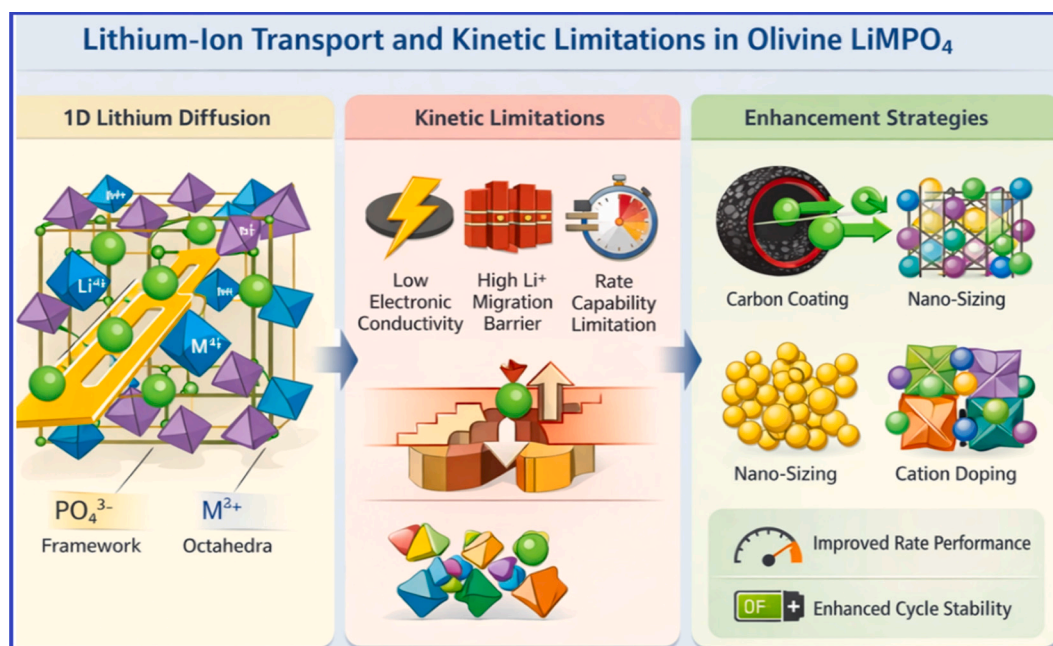 Lithium-Ion Transport and Kinetic Limitations in Olivine LiMPO₄
1D Lithium Diffusion
PO₄³⁻
M²⁺
Framework
Octahedra
Kinetic Limitations
Low
Electronic
Conductivity
High Li⁺
Migration
Barrier
Rate
Capability
Limitation
Enhancement Strategies
Carbon Coating
Nano-Sizing
Nano-Sizing
Cation Doping
Improved Rate Performance
OF +
Enhanced Cycle Stability